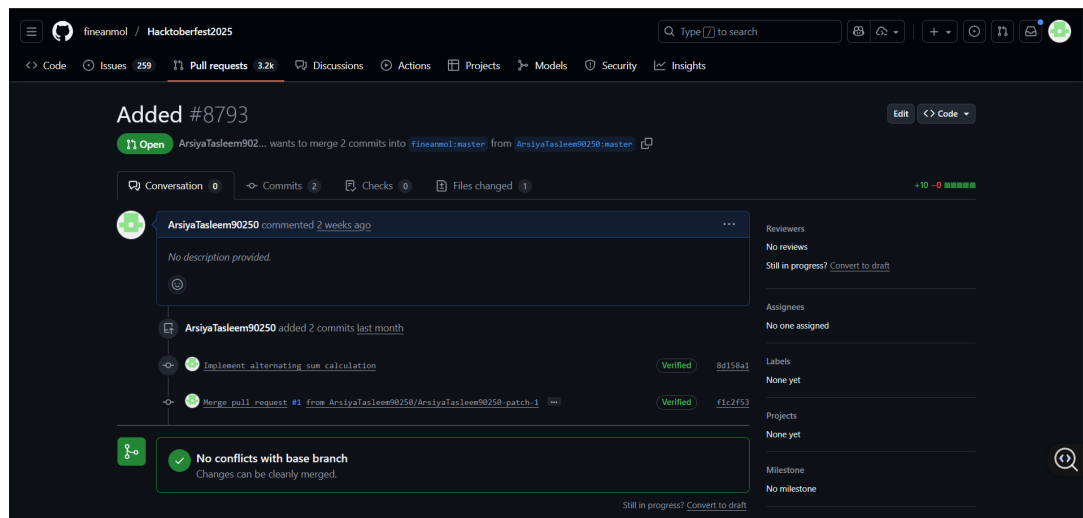 fineanmol / Hacktoberfest2025
Type / to search
Code Issues 259 Pull requests 3.2k Discussions Actions Projects Models Security Insights
Added #8793
Edit Code
Open ArsiyaTasleem902... wants to merge 2 commits into fineanmol:master from ArsiyaTasleem90250:master
Conversation 0 Commits 2 Checks 0 Files changed 1 +10 −0
ArsiyaTasleem90250 commented 2 weeks ago
No description provided.
ArsiyaTasleem90250 added 2 commits last month
Implement alternating sum calculation Verified 8d158a1
Merge pull request #1 from ArsiyaTasleem90250/ArsiyaTasleem90250-patch-1 Verified f1c2f53
No conflicts with base branch
Changes can be cleanly merged.
Still in progress? Convert to draft
Reviewers
No reviews
Still in progress? Convert to draft
Assignees
No one assigned
Labels
None yet
Projects
None yet
Milestone
No milestone